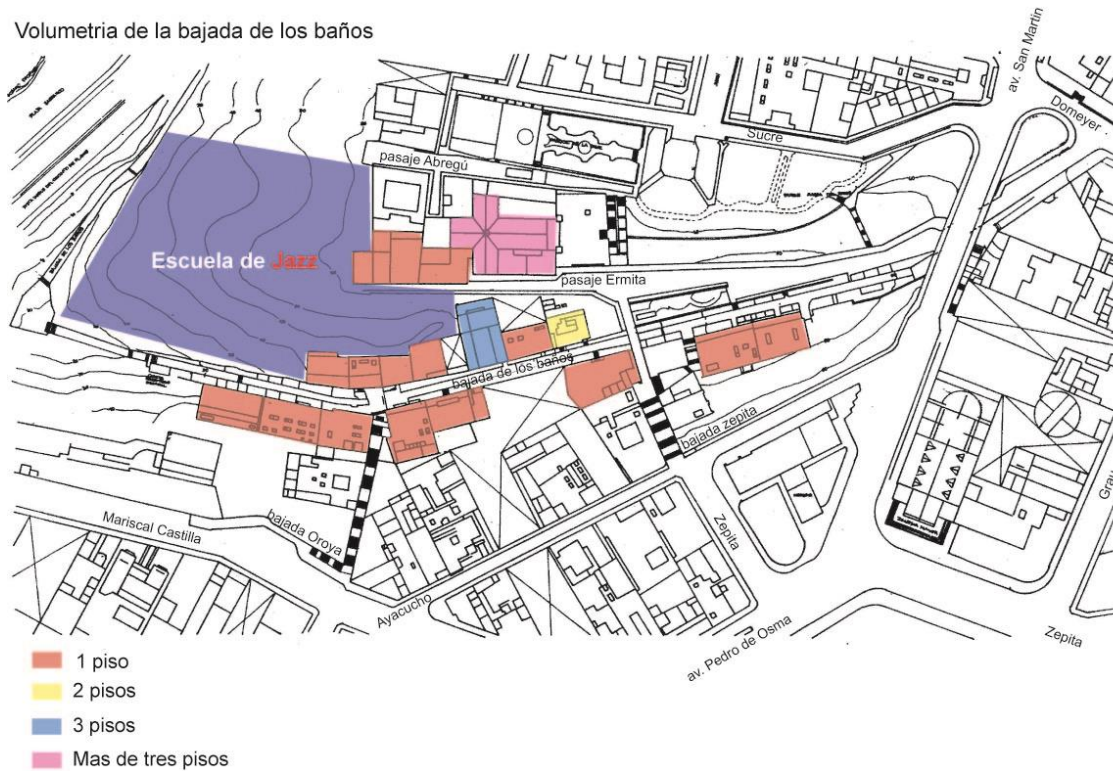 Volumetria de la bajada de los baños
av. San Martin
Domeyer
Sucre
pasaje Abregú
Escuela de Jazz
pasaje Ermita
bajada de los baños
bajada zepita
Grau
Mariscal Castilla
bajada Oroya
Zepita
Ayacucho
av. Pedro de Osma
Zepita
1 piso
2 pisos
3 pisos
Mas de tres pisos